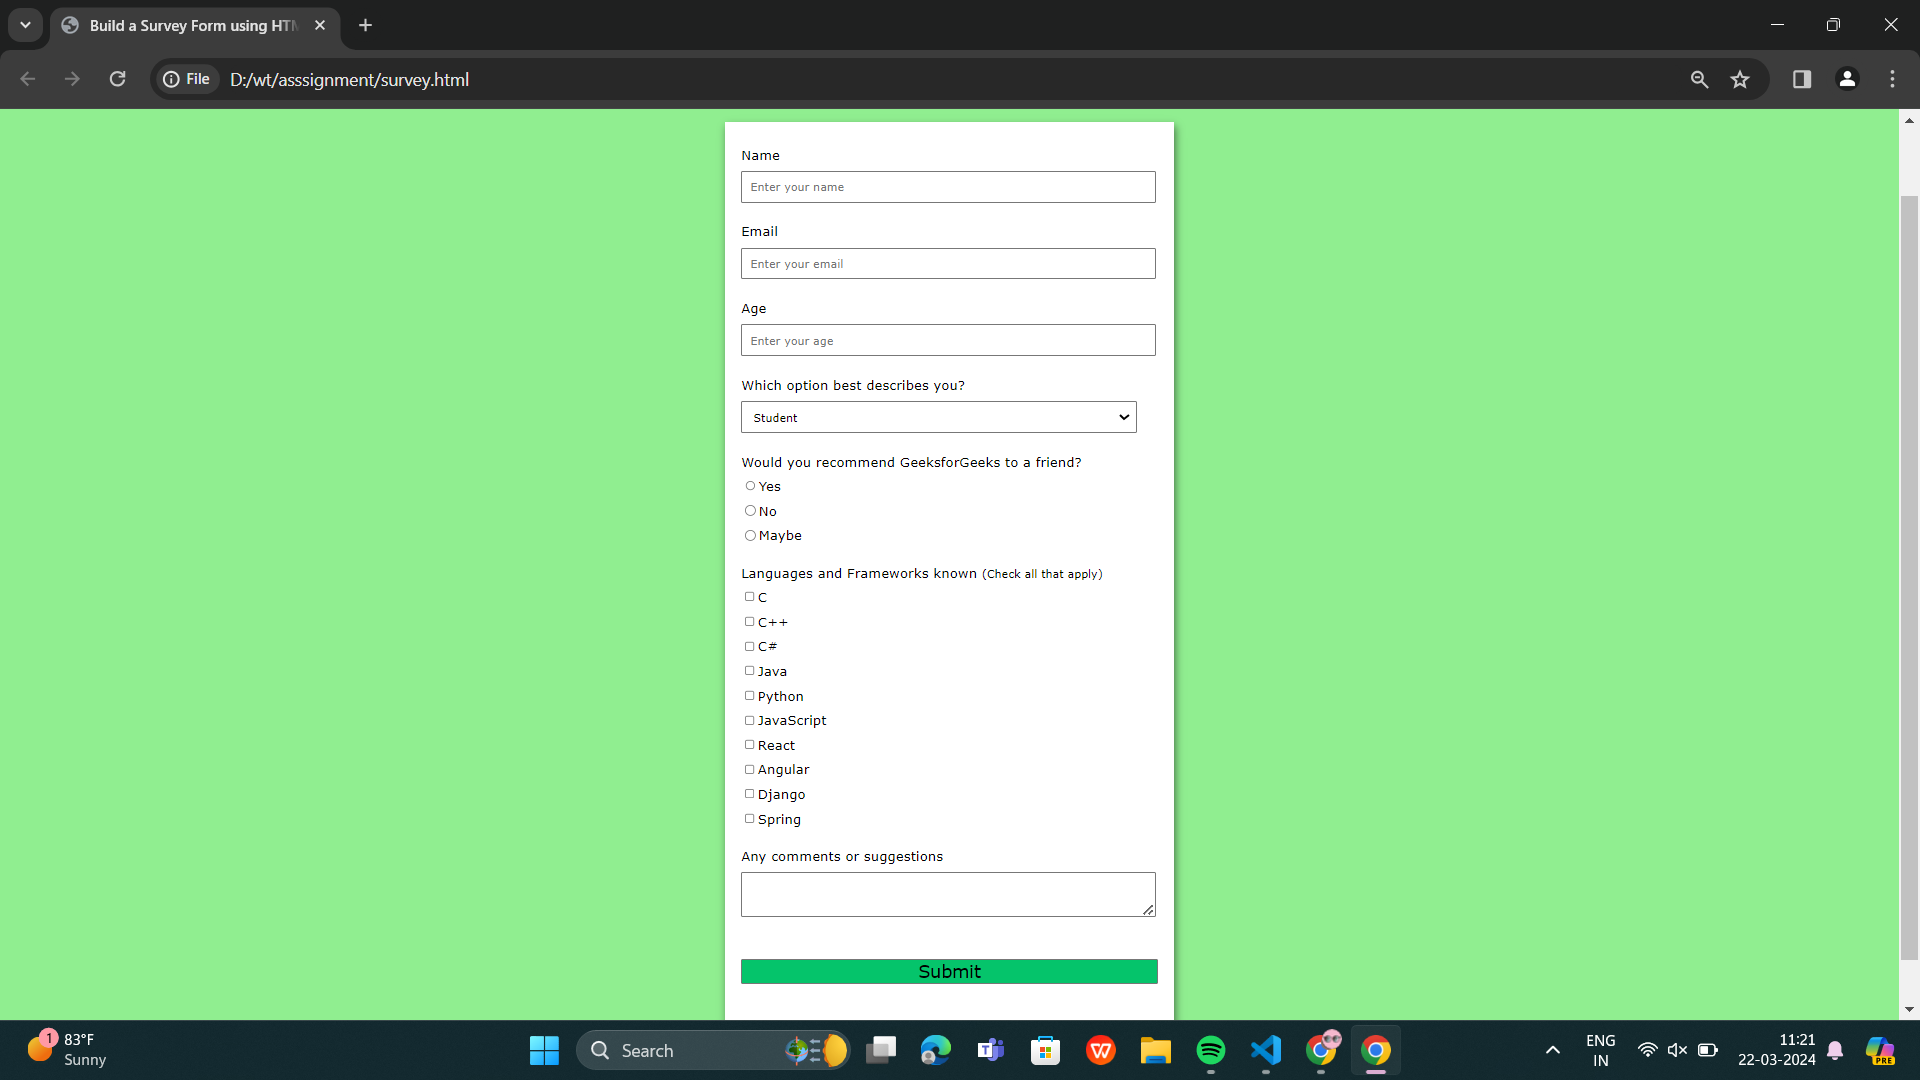 Build a Survey Form using HTM
File D:/wt/asssignment/survey.html
Name
Enter your name
Email
Enter your email
Age
Enter your age
Which option best describes you?
Student
Would you recommend GeeksforGeeks to a friend?
Yes
No
Maybe
Languages and Frameworks known (Check all that apply)
C
C++
C#
Java
Python
JavaScript
React
Angular
Django
Spring
Any comments or suggestions
Submit
1
83°F
Sunny
Search
ENG
IN
11:21
22-03-2024
PRE